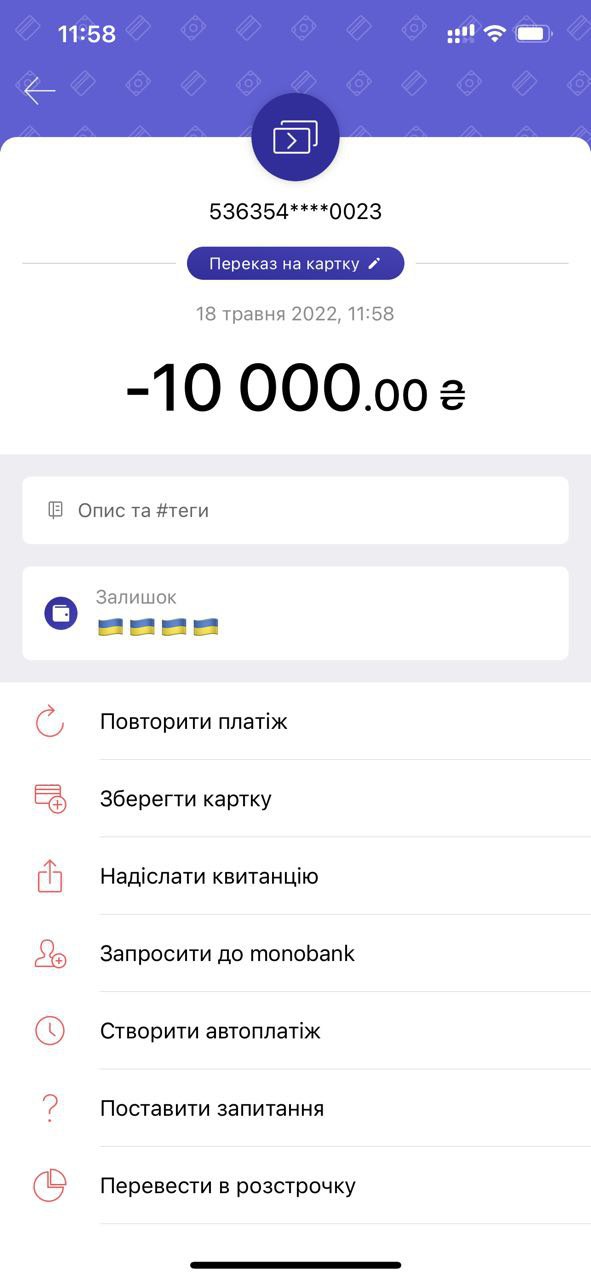 11:58
536354****0023
Переказ на картку
18 травня 2022, 11:58
-10 000.00 ₴
Опис та #теги
Залишок
🇺🇦 🇺🇦 🇺🇦 🇺🇦
Повторити платіж
Зберегти картку
Надіслати квитанцію
Запросити до monobank
Створити автоплатіж
Поставити запитання
Перевести в розстрочку